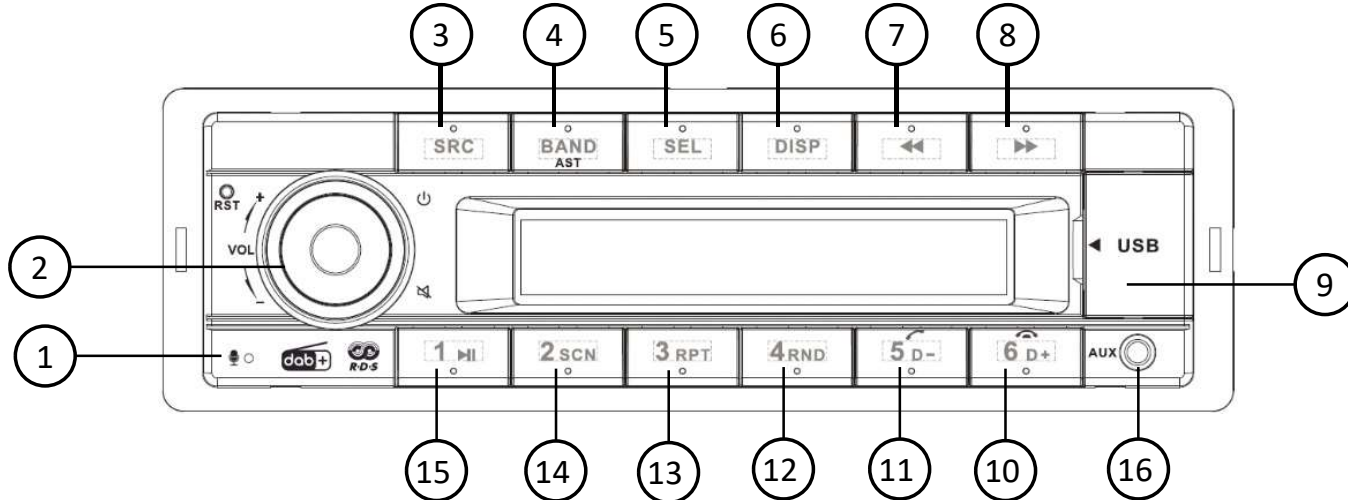 3 4 5 6 7 8
SRC BAND SEL DISP
AST
RST
+
VOL
-
USB
2
9
1
dab+ R·D·S
1 2 SCN 3 RPT 4 RND 5 D- 6 D+
AUX
15 14 13 12 11 10 16